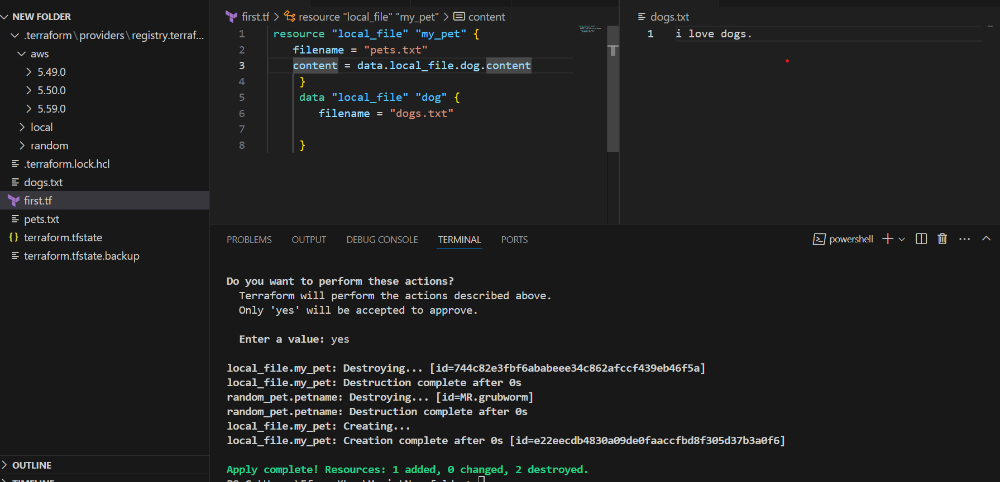 NEW FOLDER
.terraform\providers\registry.terraf...
aws
5.49.0
5.50.0
5.59.0
local
random
.terraform.lock.hcl
dogs.txt
first.tf
pets.txt
terraform.tfstate
terraform.tfstate.backup
OUTLINE
TIMELINE
first.tf > resource "local_file" "my_pet" > content
1 resource "local_file" "my_pet" {
2 filename = "pets.txt"
3 content = data.local_file.dog.content
4 }
5 data "local_file" "dog" {
6 filename = "dogs.txt"
7
8 }
dogs.txt
1 i love dogs.
PROBLEMS OUTPUT DEBUG CONSOLE TERMINAL PORTS
powershell
Do you want to perform these actions?
Terraform will perform the actions described above.
Only 'yes' will be accepted to approve.
Enter a value: yes
local_file.my_pet: Destroying... [id=744c82e3fbf6ababeee34c862afccf439eb46f5a]
local_file.my_pet: Destruction complete after 0s
random_pet.petname: Destroying... [id=MR.grubworm]
random_pet.petname: Destruction complete after 0s
local_file.my_pet: Creating...
local_file.my_pet: Creation complete after 0s [id=e22eecdb4830a09de0faaccfbd8f305d37b3a0f6]
Apply complete! Resources: 1 added, 0 changed, 2 destroyed.